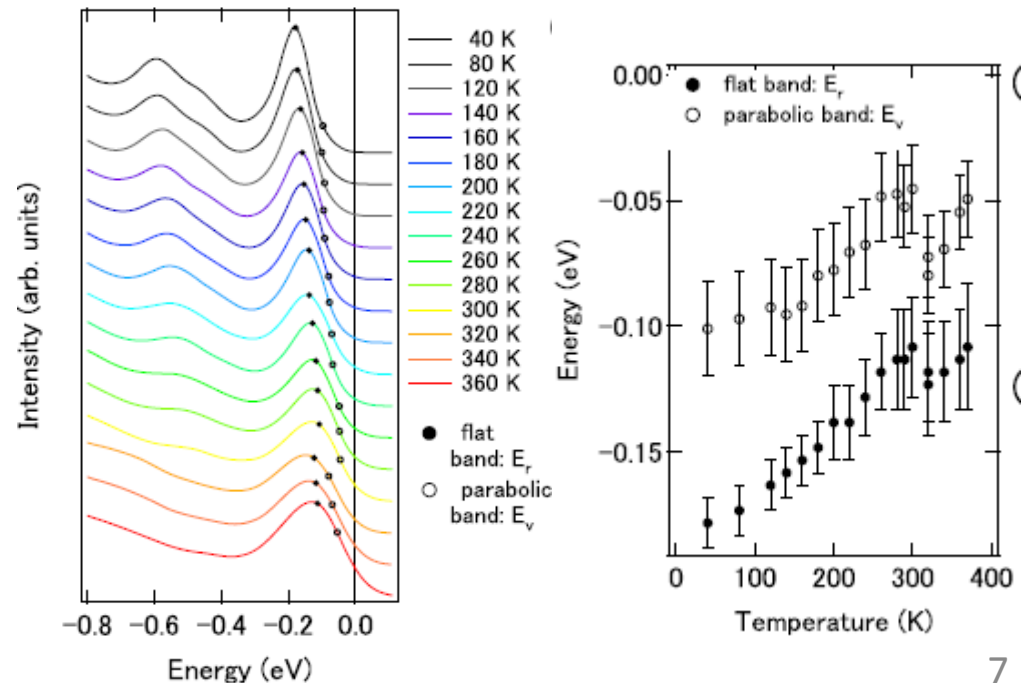 Intensity (arb. units)
−0.8 −0.6 −0.4 −0.2 0.0
Energy (eV)
40 K
80 K
120 K
140 K
160 K
180 K
200 K
220 K
240 K
260 K
280 K
300 K
320 K
340 K
360 K
● flat
band: Er
○ parabolic
band: Ev
● flat band: Er
○ parabolic band: Ev
Energy (eV)
0.00
−0.05
−0.10
−0.15
0 100 200 300 400
Temperature (K)
7